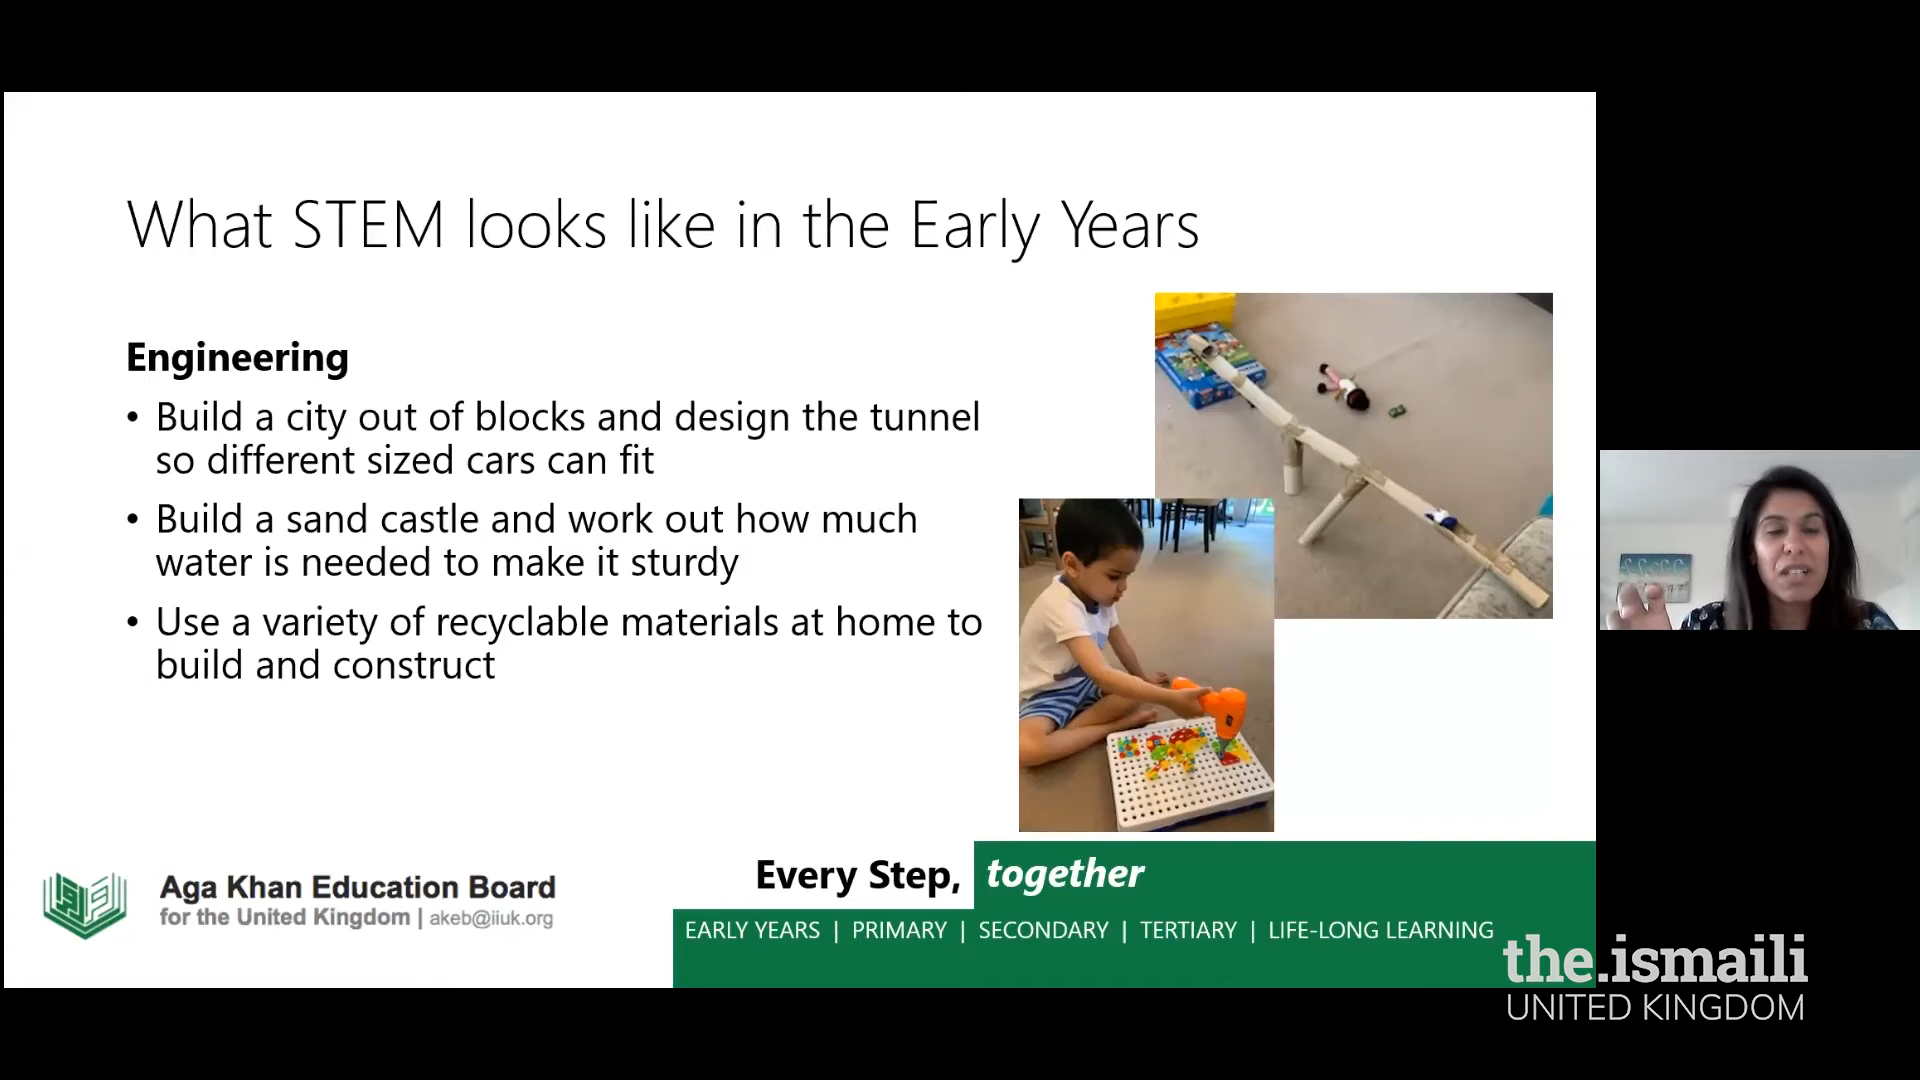 What STEM looks like in the Early Years
Engineering
• Build a city out of blocks and design the tunnel
so different sized cars can fit
• Build a sand castle and work out how much
water is needed to make it sturdy
• Use a variety of recyclable materials at home to
build and construct
Every Step, together
Aga Khan Education Board
for the United Kingdom | akeb@iiuk.org
EARLY YEARS | PRIMARY | SECONDARY | TERTIARY | LIFE-LONG LEARNING
the.ismaili
UNITED KINGDOM